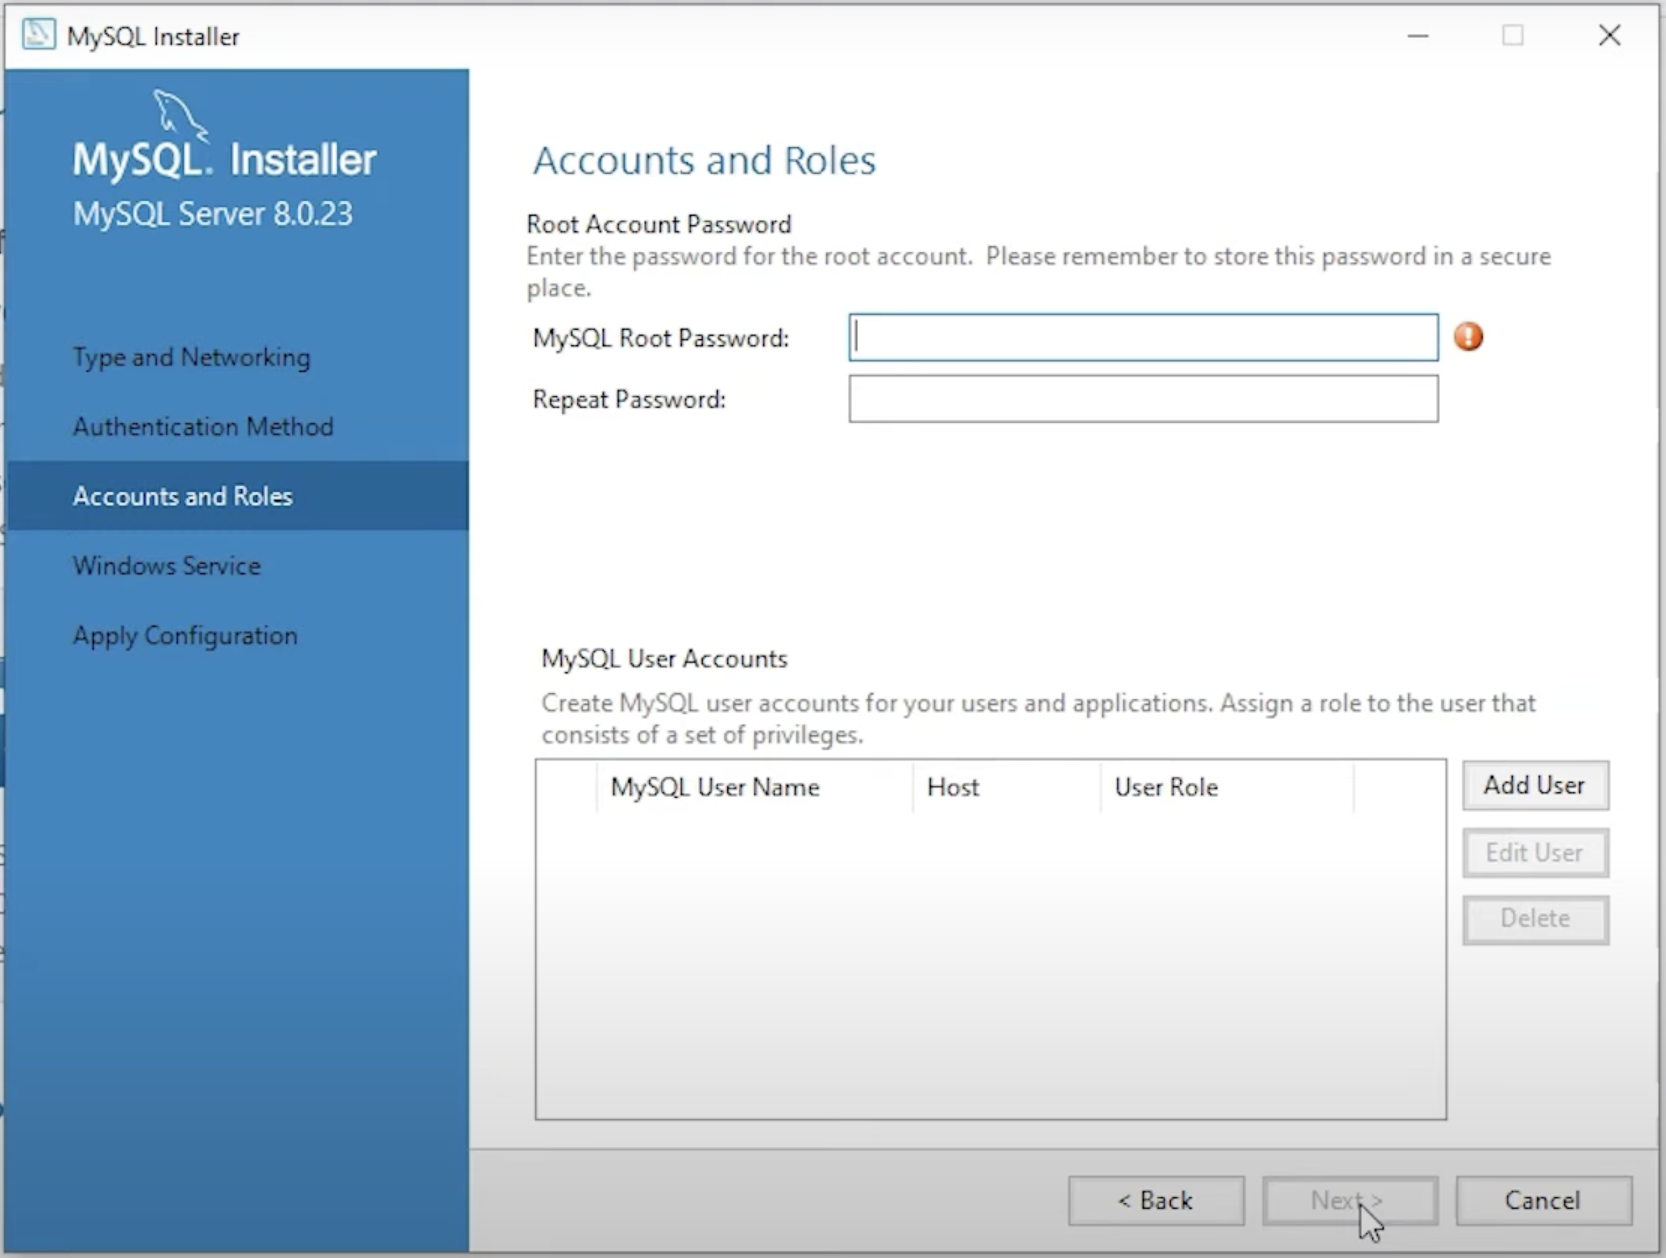 MySQL Installer
MySQL. Installer
MySQL Server 8.0.23
Type and Networking
Authentication Method
Accounts and Roles
Windows Service
Apply Configuration
Accounts and Roles
Root Account Password
Enter the password for the root account.  Please remember to store this password in a secure
place.
MySQL Root Password:
Repeat Password:
MySQL User Accounts
Create MySQL user accounts for your users and applications. Assign a role to the user that
consists of a set of privileges.
MySQL User Name Host User Role
Add User
Edit User
Delete
< Back Next > Cancel